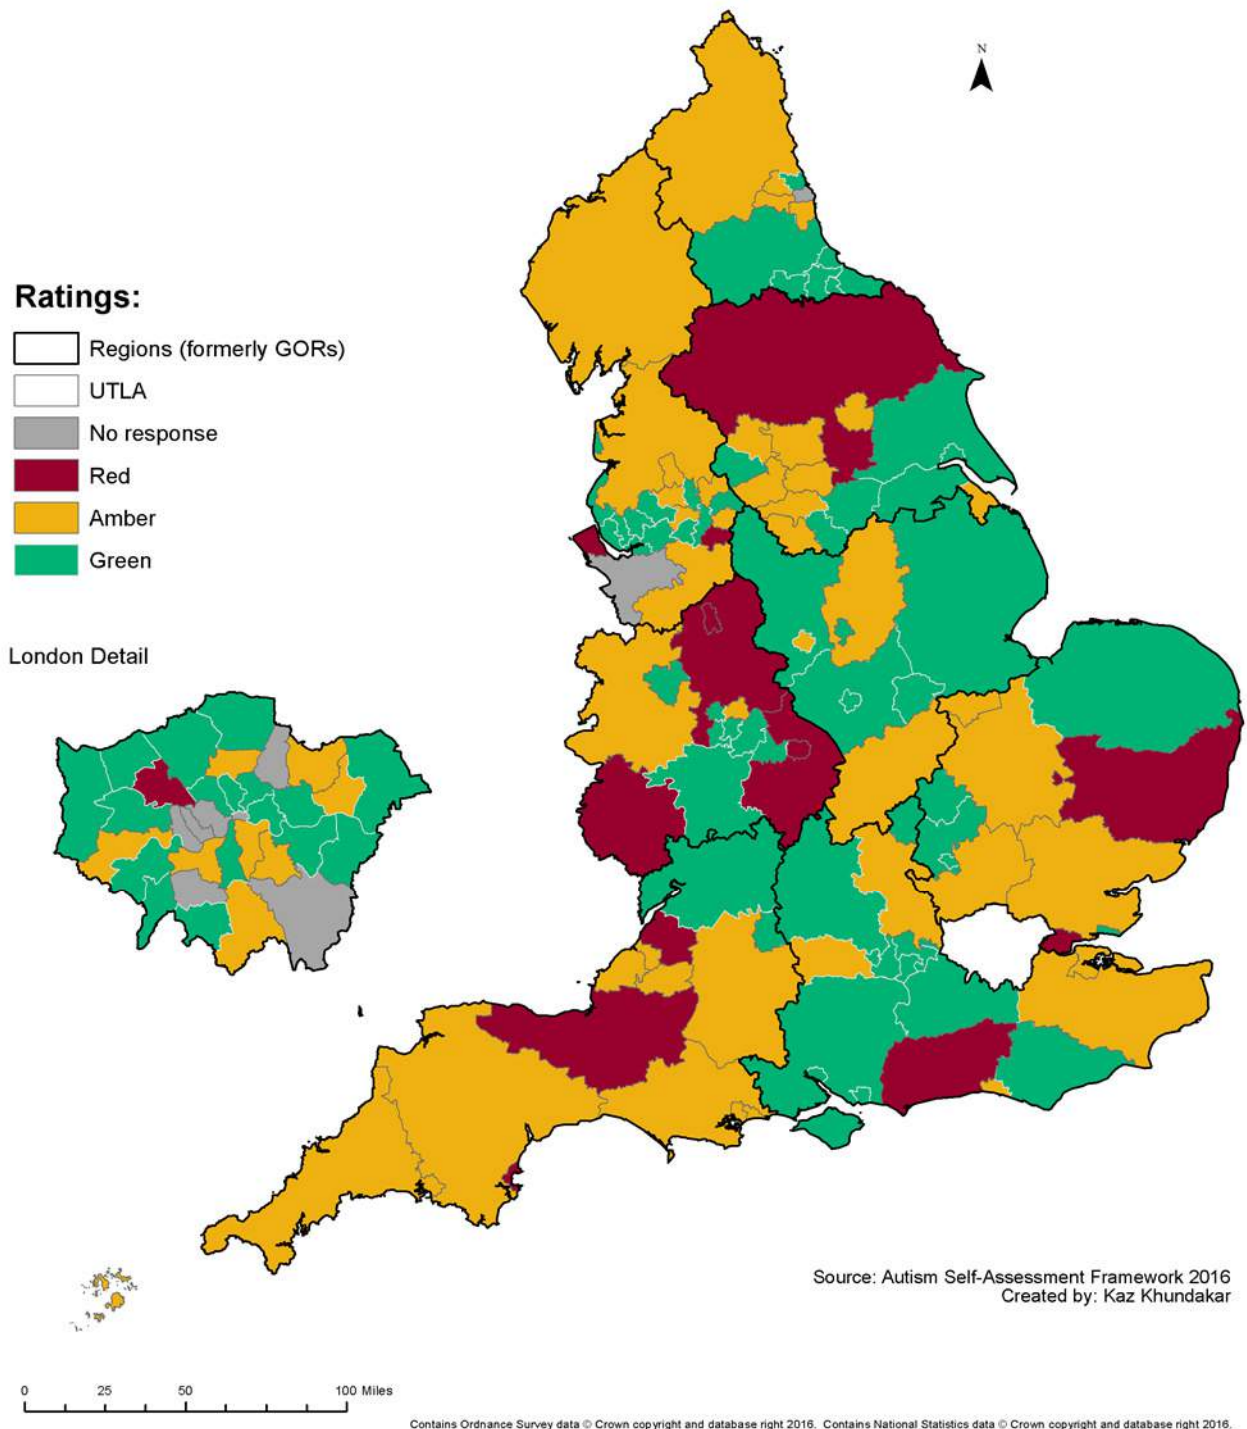 N
Ratings:
Regions (formerly GORs)
UTLA
No response
Red
Amber
Green
London Detail
Source: Autism Self-Assessment Framework 2016
Created by: Kaz Khundakar
0 25 50 100 Miles
Contains Ordnance Survey data © Crown copyright and database right 2016. Contains National Statistics data © Crown copyright and database right 2016.